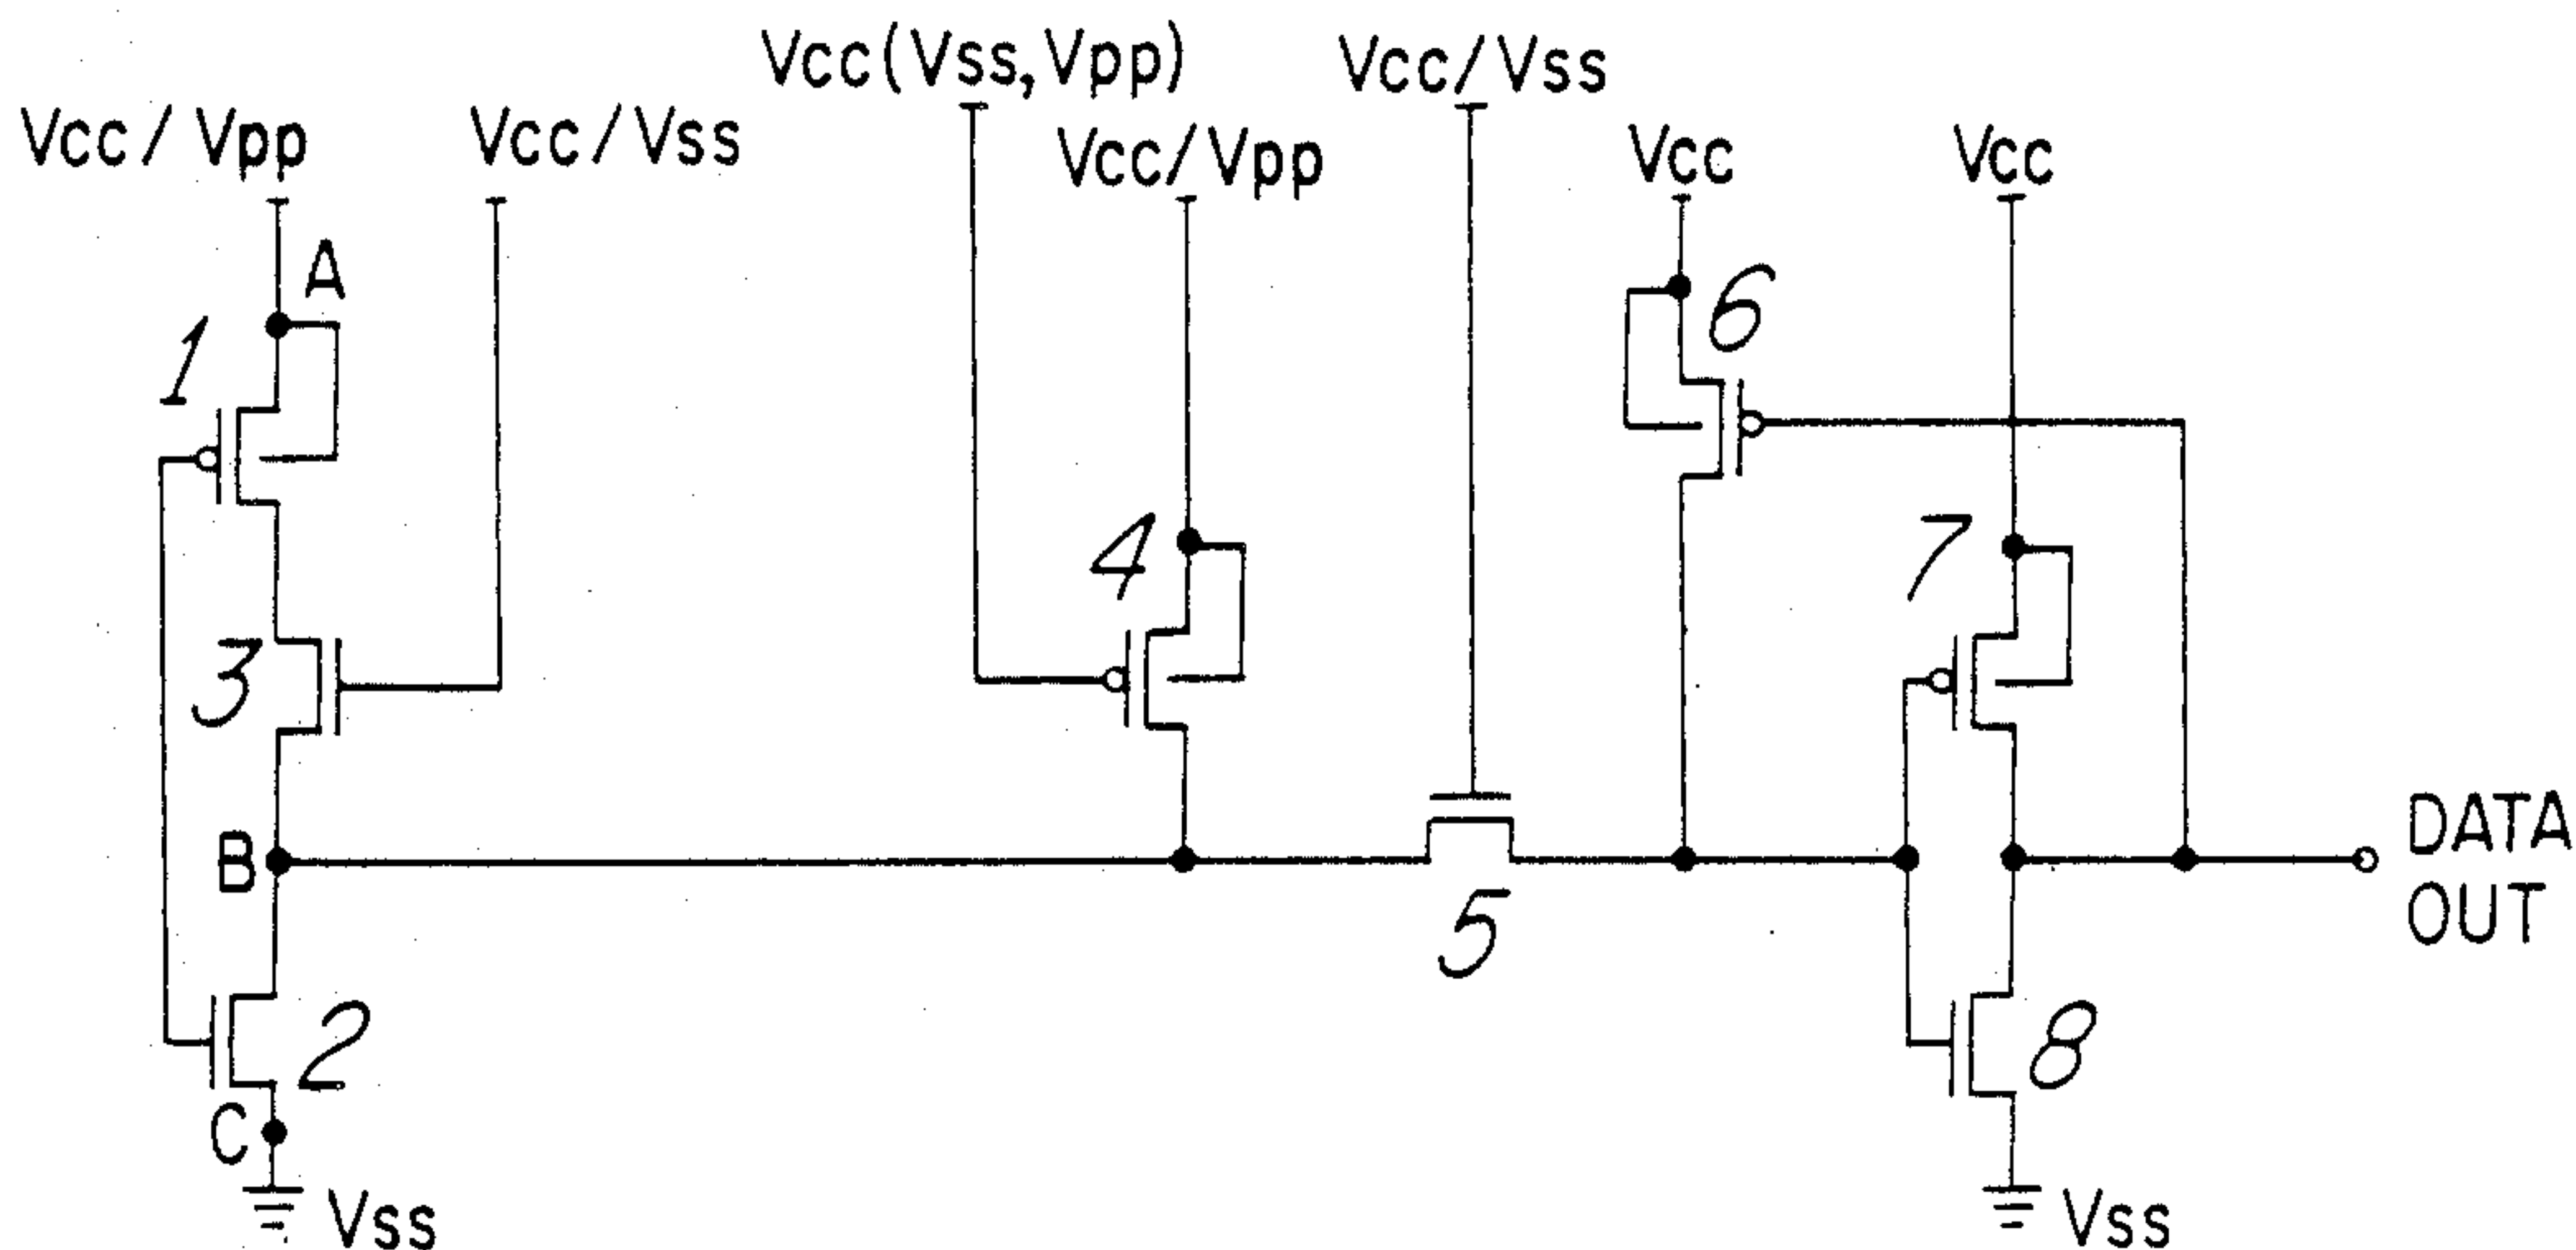 Vcc(Vss,Vpp)
Vcc/Vss
Vcc/Vpp
Vcc/Vss
Vcc/Vpp
Vcc
Vcc
A
1
6
4
7
3
B
5
DATA
OUT
2
8
C
Vss
Vss